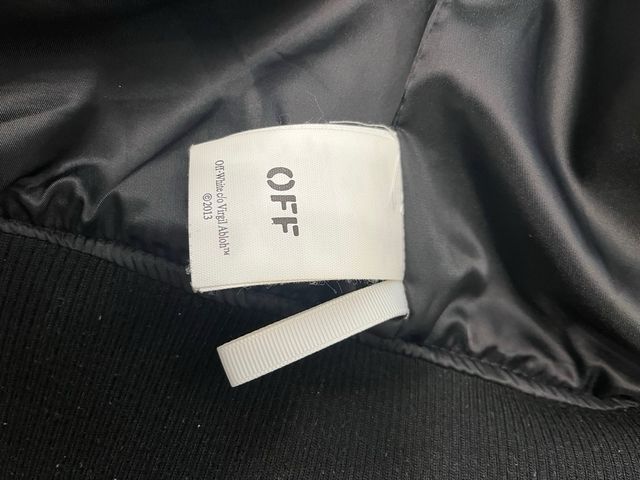 OFF
Off-White c/o Virgil Abloh™
©2013